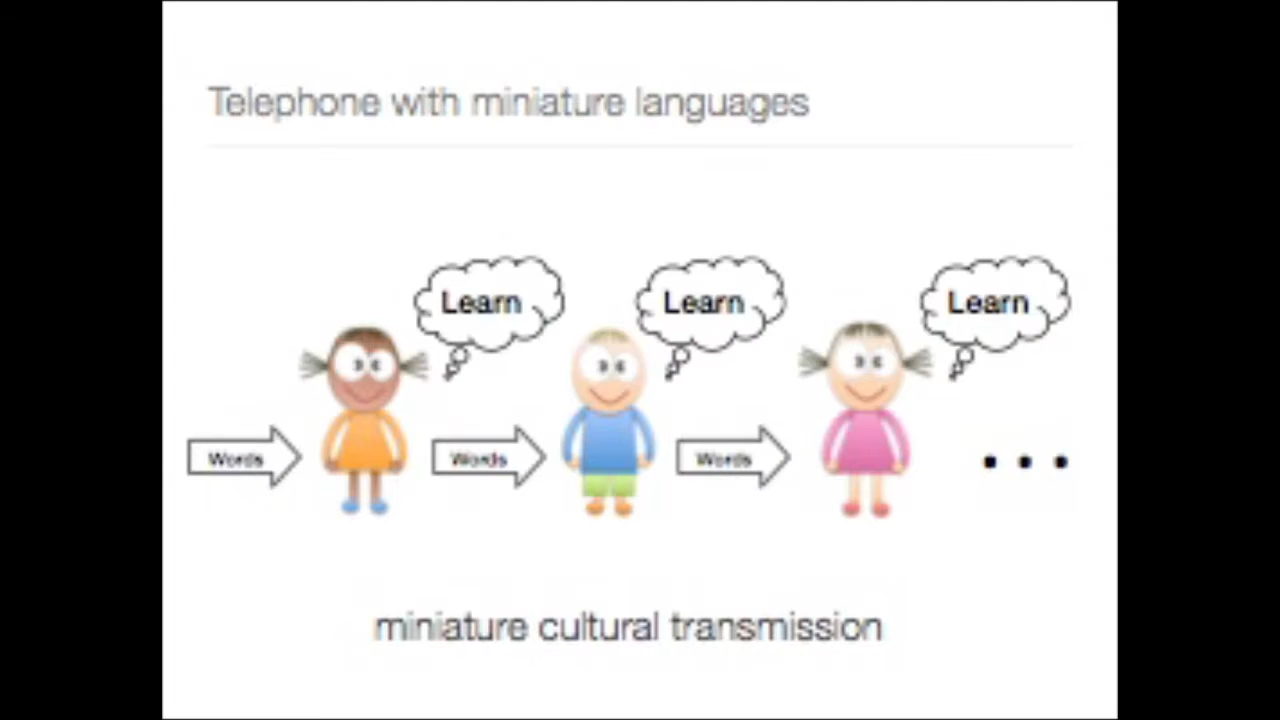 Telephone with miniature languages
Learn
Learn
Learn
Words
Words
Words
• • •
miniature cultural transmission